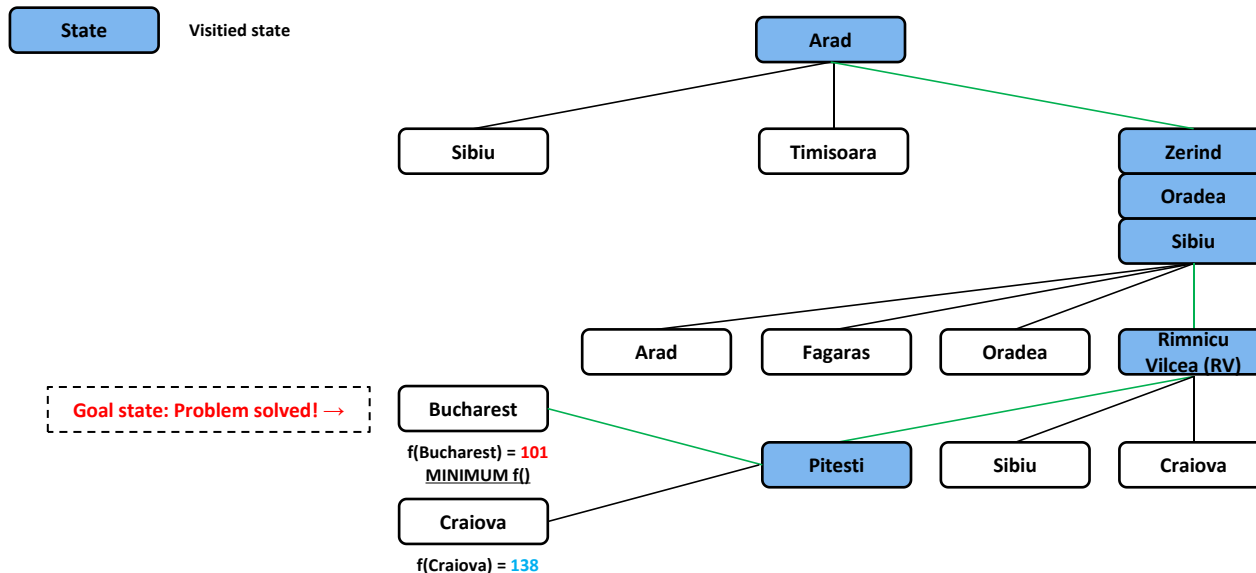 State
Visitied state
Arad
Sibiu
Timisoara
Zerind
Oradea
Sibiu
Arad
Fagaras
Oradea
Rimnicu
Vilcea (RV)
Goal state: Problem solved! →
Bucharest
f(Bucharest) = 101
MINIMUM f()
Pitesti
Sibiu
Craiova
Craiova
f(Craiova) = 138